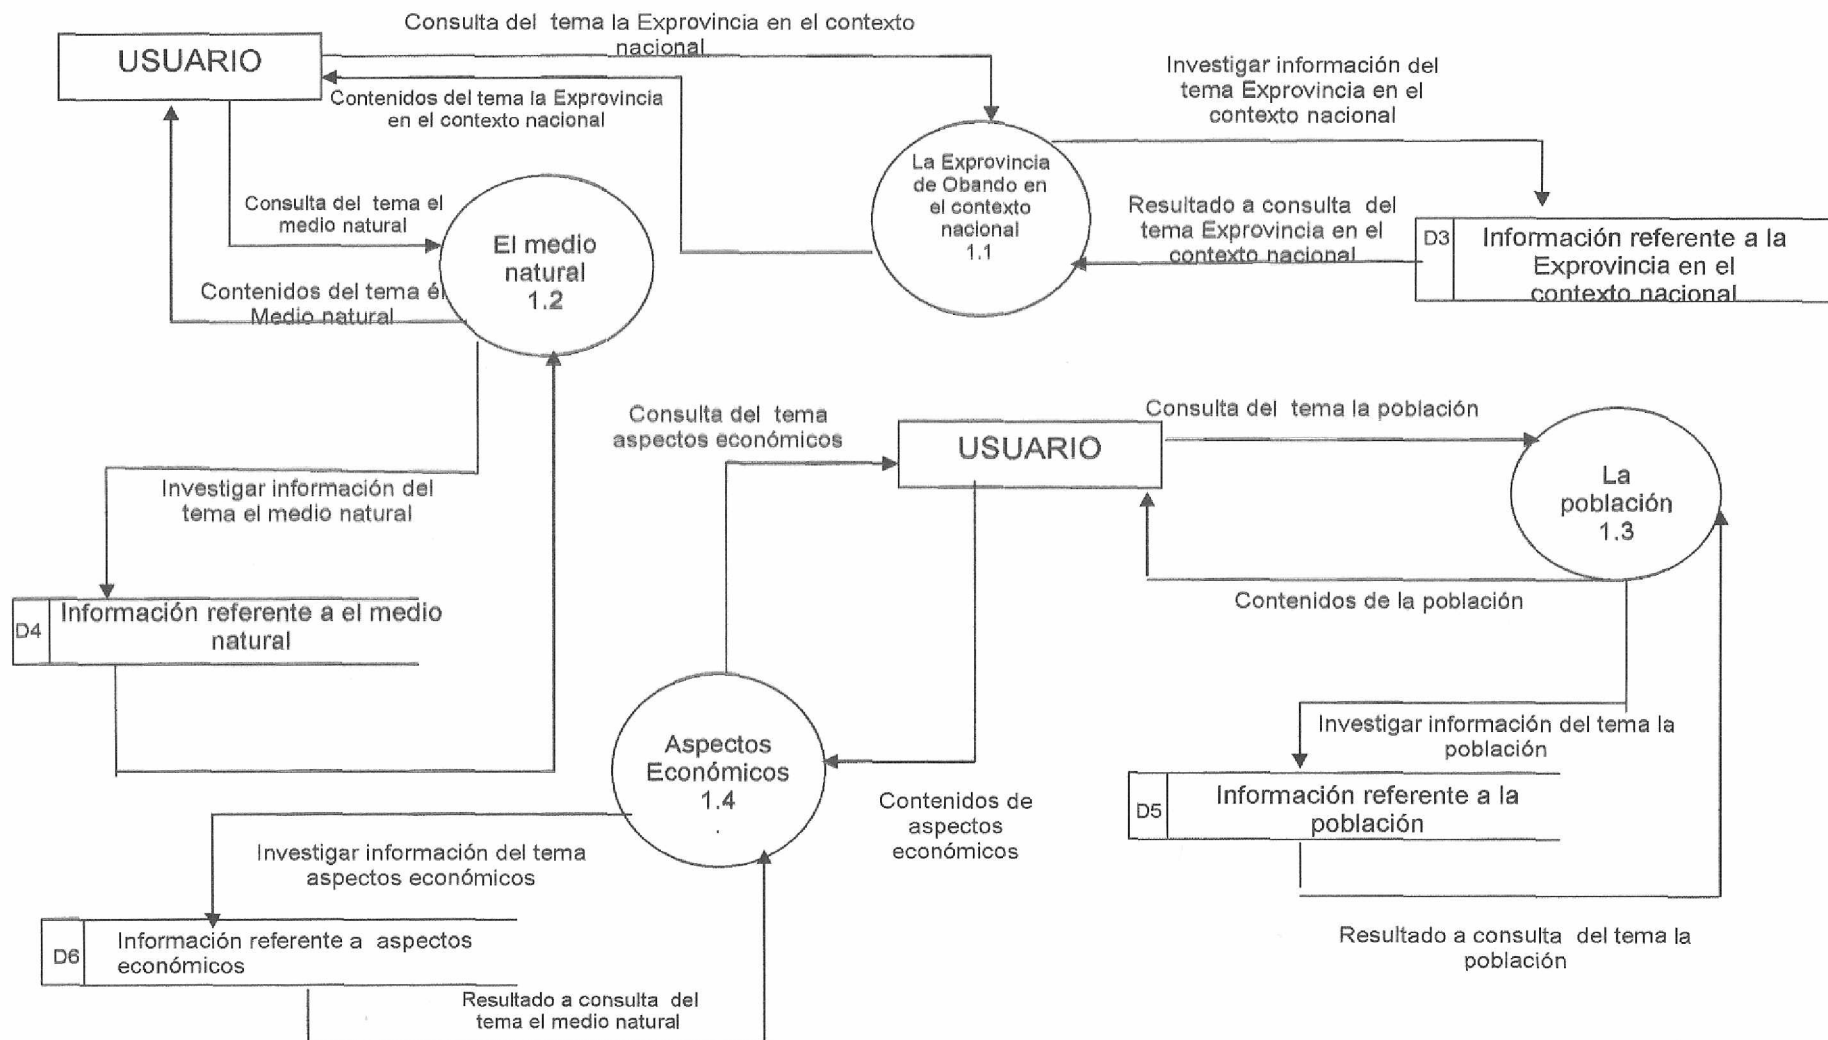 Consulta del tema la Exprovincia en el contexto
nacional
USUARIO
Contenidos del tema la Exprovincia
en el contexto nacional
Investigar información del
tema Exprovincia en el
contexto nacional
La Exprovincia
de Obando en
el contexto
nacional
1.1
Resultado a consulta del
tema Exprovincia en el
contexto nacional
D3
Información referente a la
Exprovincia en el
contexto nacional
Consulta del tema el
medio natural
El medio
natural
1.2
Contenidos del tema él
Medio natural
Investigar información del
tema el medio natural
D4
Información referente a el medio
natural
Consulta del tema
aspectos económicos
USUARIO
Consulta del tema la población
La
población
1.3
Contenidos de la población
Investigar información del tema la
población
D5
Información referente a la
población
Resultado a consulta del tema la
población
Aspectos
Económicos
1.4
.
Contenidos de
aspectos
económicos
Investigar información del tema
aspectos económicos
D6
Información referente a aspectos
económicos
Resultado a consulta del
tema el medio natural